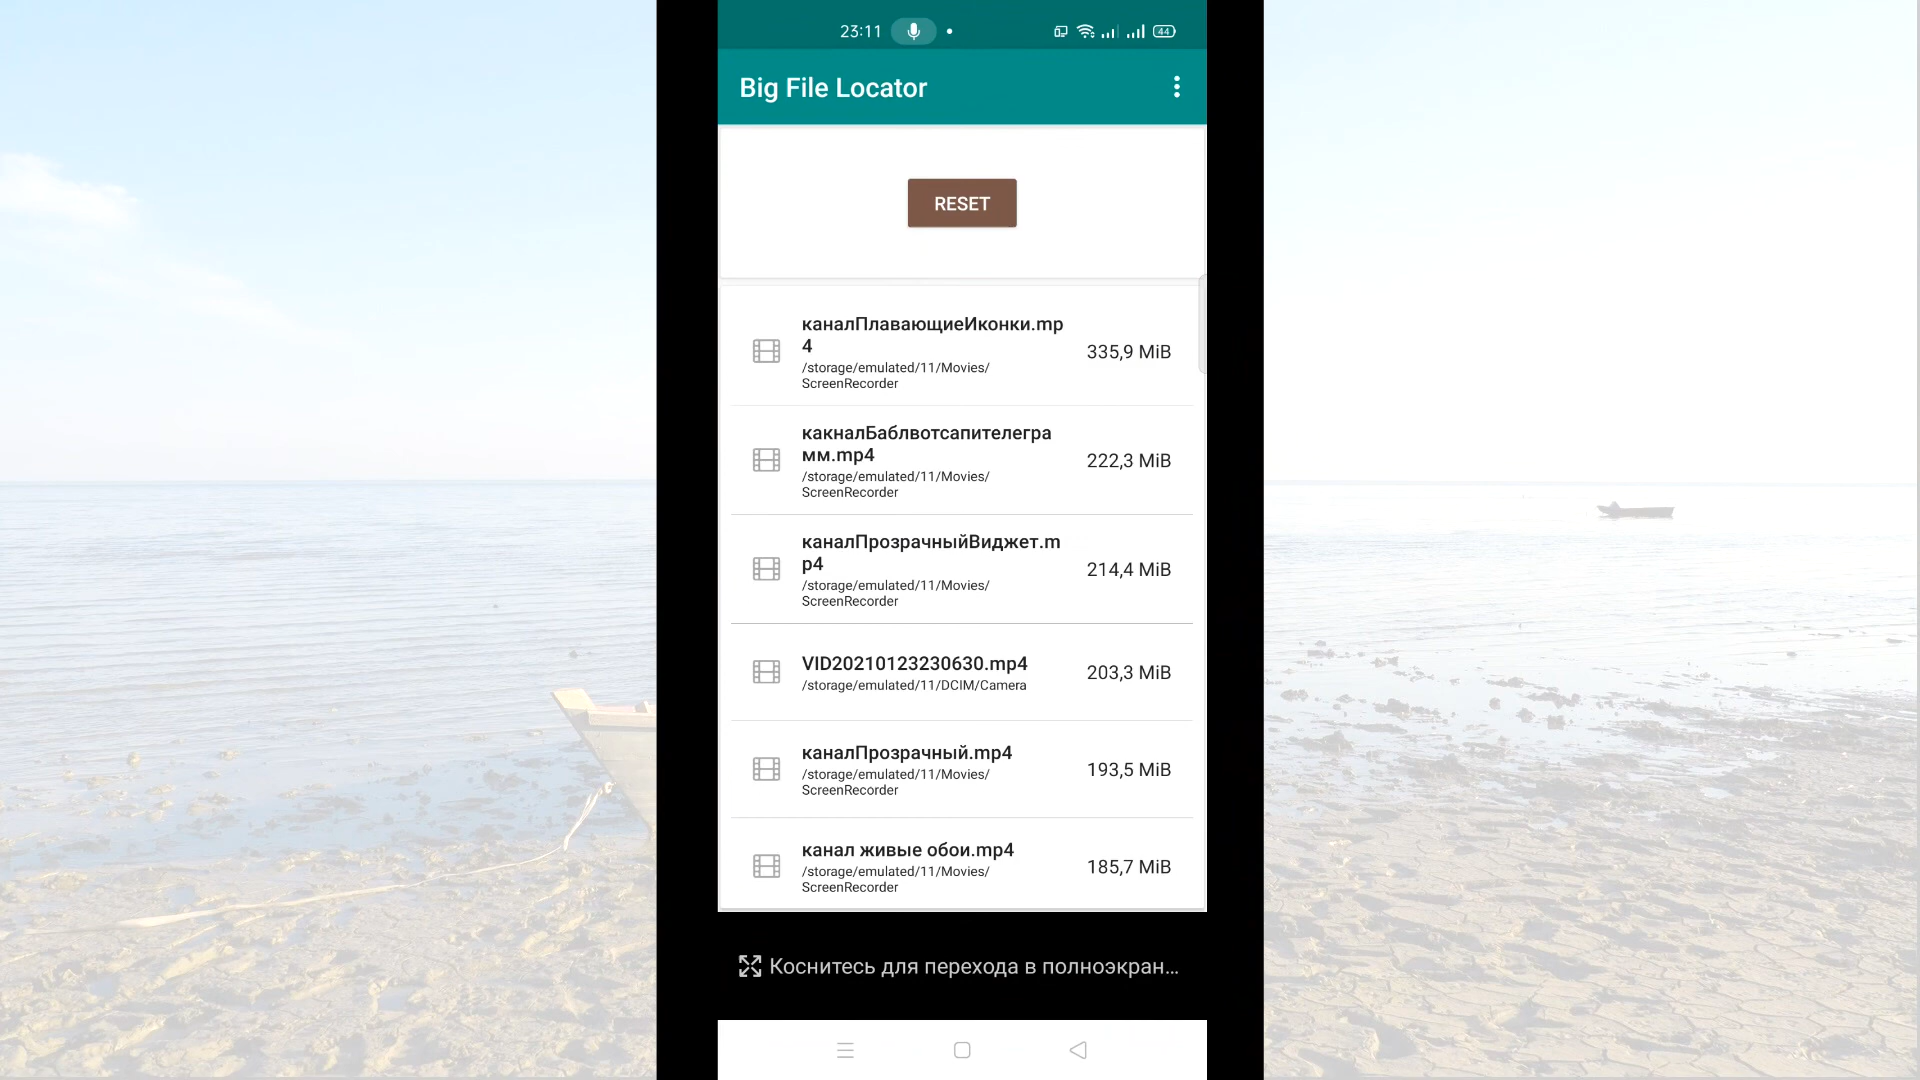 23:11
44
Big File Locator
RESET
каналПлавающиеИконки.mp
4
/storage/emulated/11/Movies/
ScreenRecorder
335,9 MiB
какналБаблвотсапителегра
мм.mp4
/storage/emulated/11/Movies/
ScreenRecorder
222,3 MiB
каналПрозрачныйВиджет.m
p4
/storage/emulated/11/Movies/
ScreenRecorder
214,4 MiB
VID20210123230630.mp4
/storage/emulated/11/DCIM/Camera
203,3 MiB
каналПрозрачный.mp4
/storage/emulated/11/Movies/
ScreenRecorder
193,5 MiB
канал живые обои.mp4
/storage/emulated/11/Movies/
ScreenRecorder
185,7 MiB
Коснитесь для перехода в полноэкран...